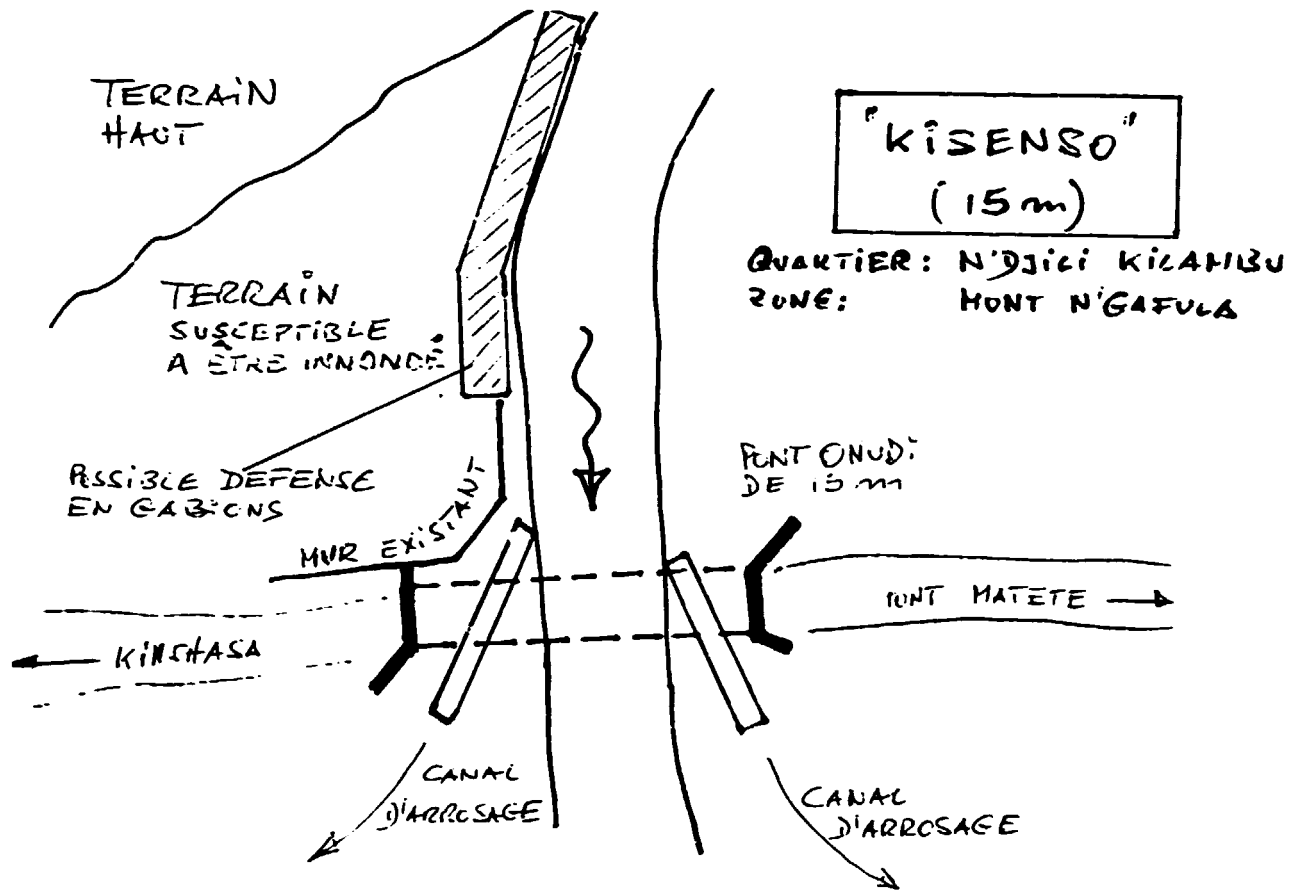 TERRAIN
HAUT
"KISENSO"
(15 m)
QUARTIER: N'DJILI KILAMBU
ZONE: MONT N'GAFULA
TERRAIN
SUSCEPTIBLE
A ÊTRE INNONDÉ
POSSIBLE DEFENSE
EN GABIONS
MUR EXISTANT
PONT ONUDI
DE 15 m
PONT MATETE
KINSHASA
CANAL
D'ARROSAGE
CANAL
D'ARROSAGE